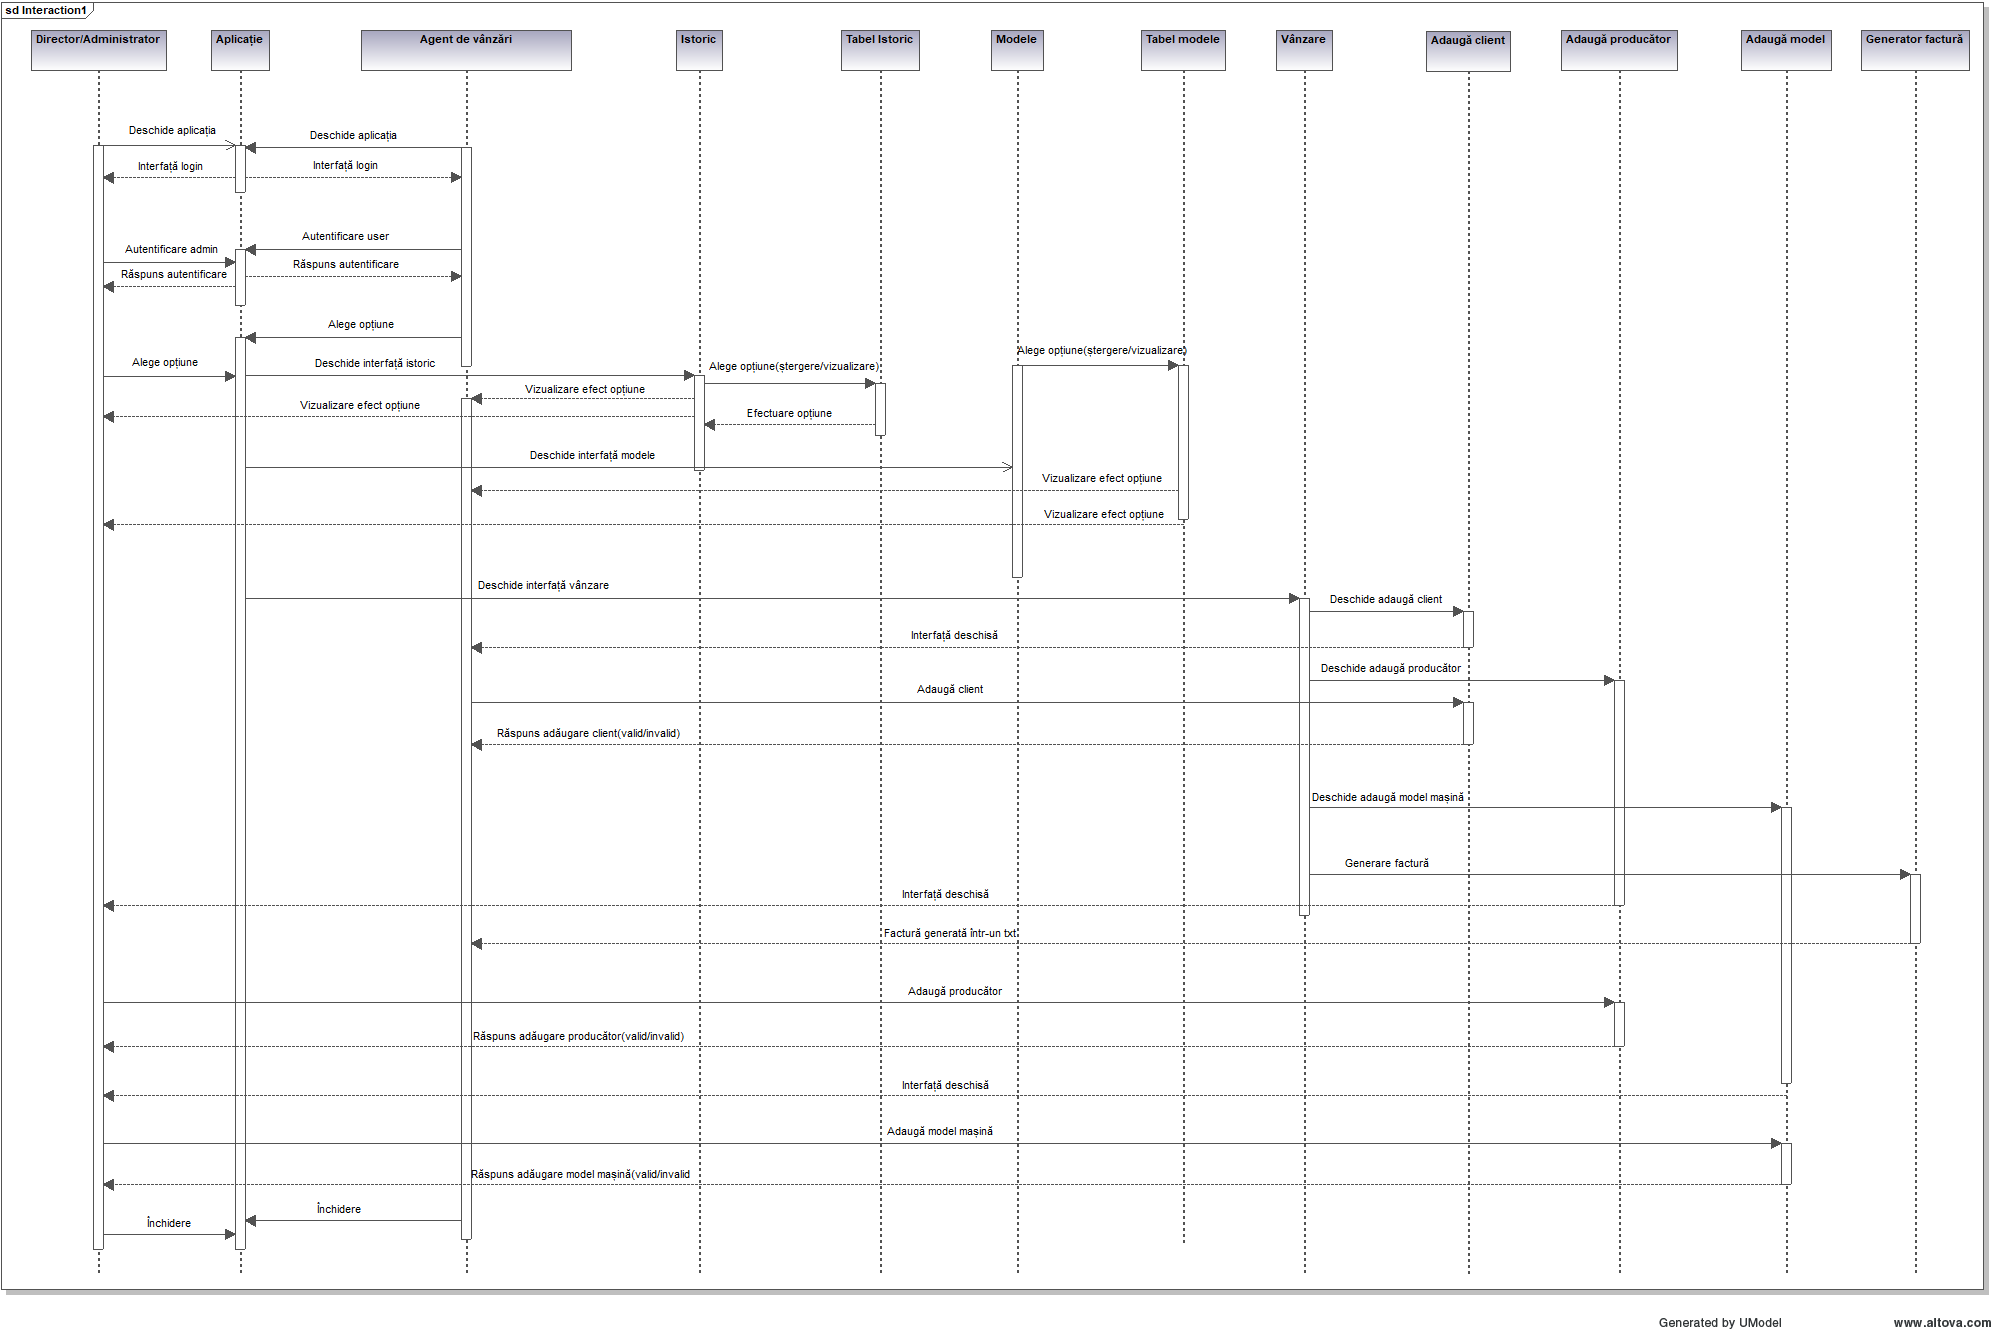 sd Interaction1
Director/Administrator
Aplicație
Agent de vânzări
Istoric
Tabel Istoric
Modele
Tabel modele
Vânzare
Adaugă client
Adaugă producător
Adaugă model
Generator factură
Deschide aplicația
Deschide aplicația
Interfață login
Interfață login
Autentificare user
Autentificare admin
Răspuns autentificare
Răspuns autentificare
Alege opțiune
Alege opțiune(ștergere/vizualizare)
Alege opțiune
Deschide interfață istoric
Alege opțiune(ștergere/vizualizare)
Vizualizare efect opțiune
Vizualizare efect opțiune
Efectuare opțiune
Deschide interfață modele
Vizualizare efect opțiune
Vizualizare efect opțiune
Deschide interfață vânzare
Deschide adaugă client
Interfață deschisă
Deschide adaugă producător
Adaugă client
Răspuns adăugare client(valid/invalid)
Deschide adaugă model mașină
Generare factură
Interfață deschisă
Factură generată într-un txt
Adaugă producător
Răspuns adăugare producător(valid/invalid)
Interfață deschisă
Adaugă model mașină
Răspuns adăugare model mașină(valid/invalid
Închidere
Închidere
Generated by UModel
www.altova.com